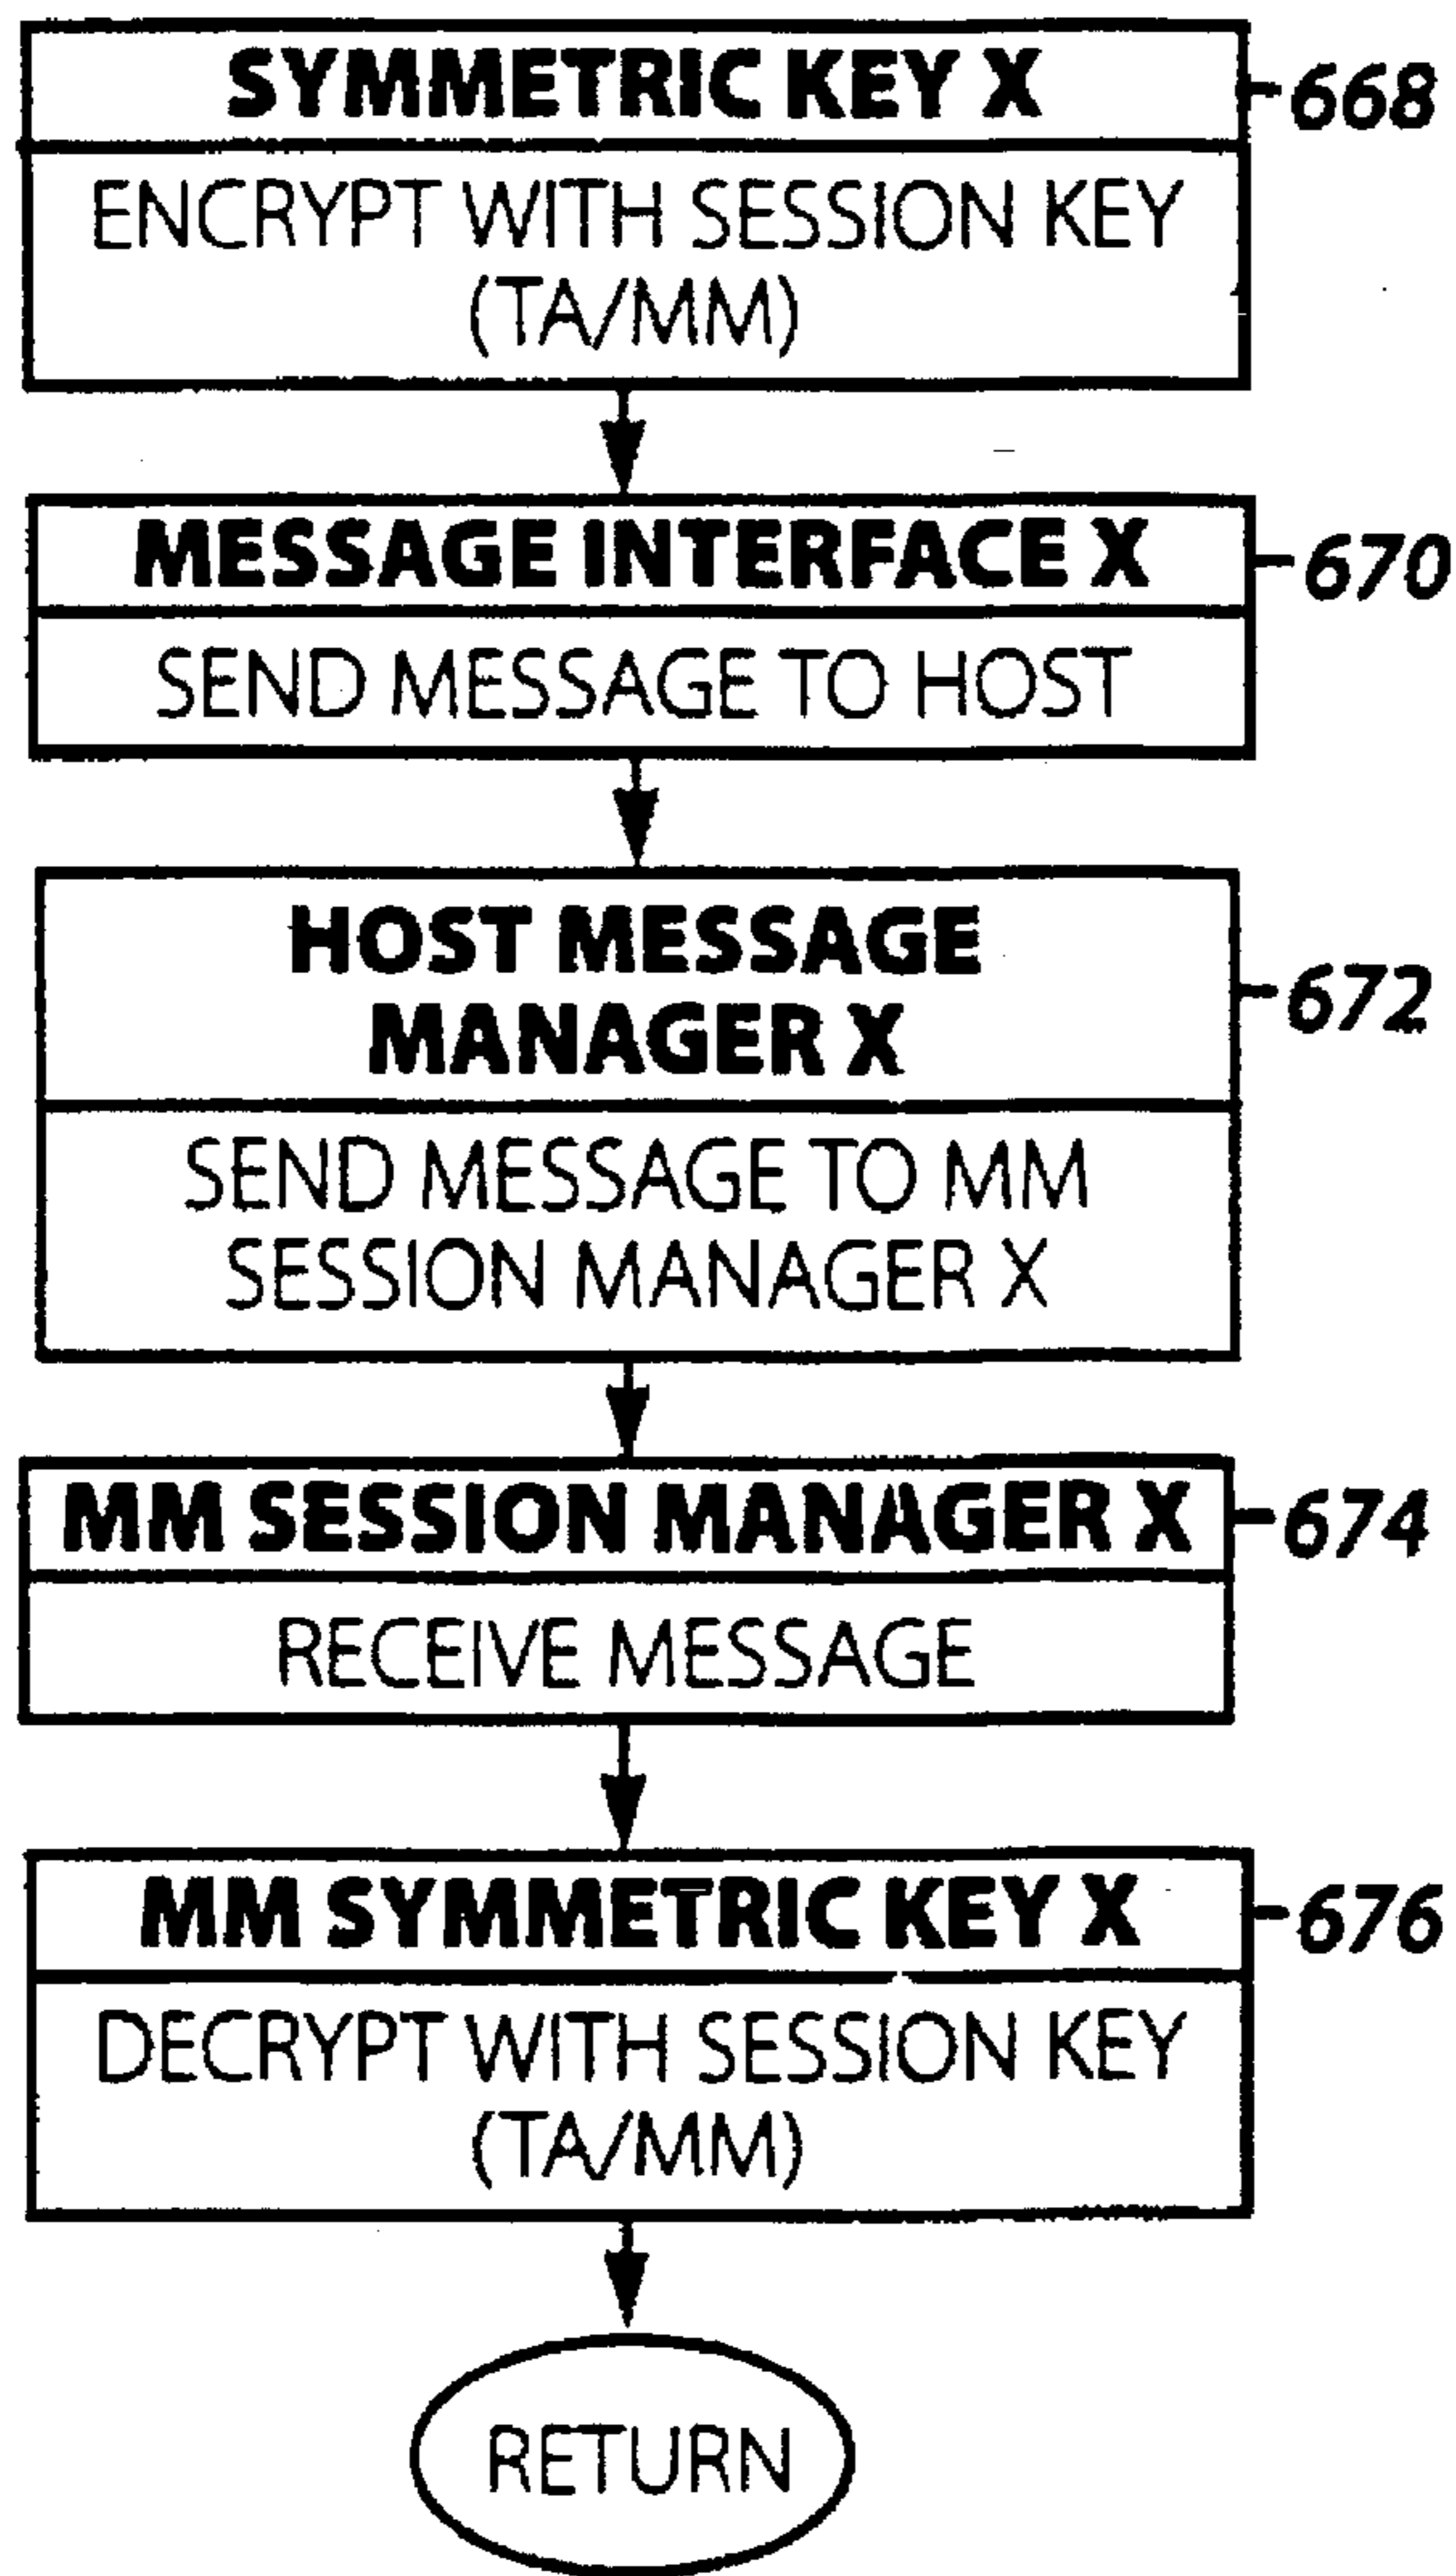 SYMMETRIC KEY X
668
ENCRYPT WITH SESSION KEY
(TA/MM)
MESSAGE INTERFACE X
670
SEND MESSAGE TO HOST
HOST MESSAGE
MANAGER X
672
SEND MESSAGE TO MM
SESSION MANAGER X
MM SESSION MANAGER X
674
RECEIVE MESSAGE
MM SYMMETRIC KEY X
676
DECRYPT WITH SESSION KEY
(TA/MM)
RETURN